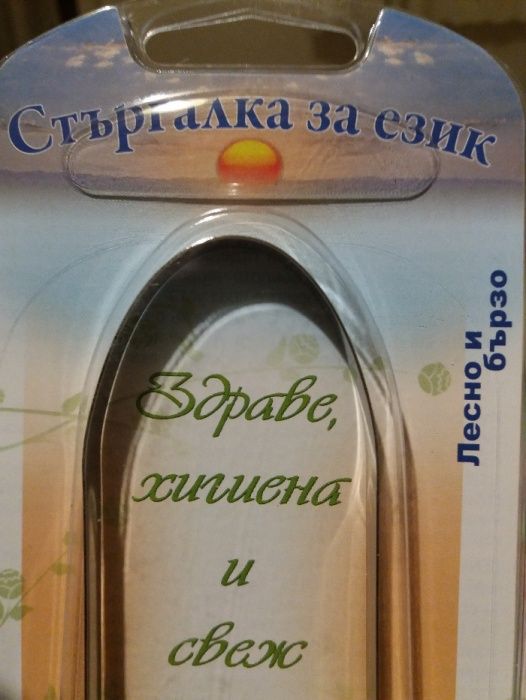 Стъргалка за език
Лесно и
бързо
Здраве,
хигиена
и
свеж